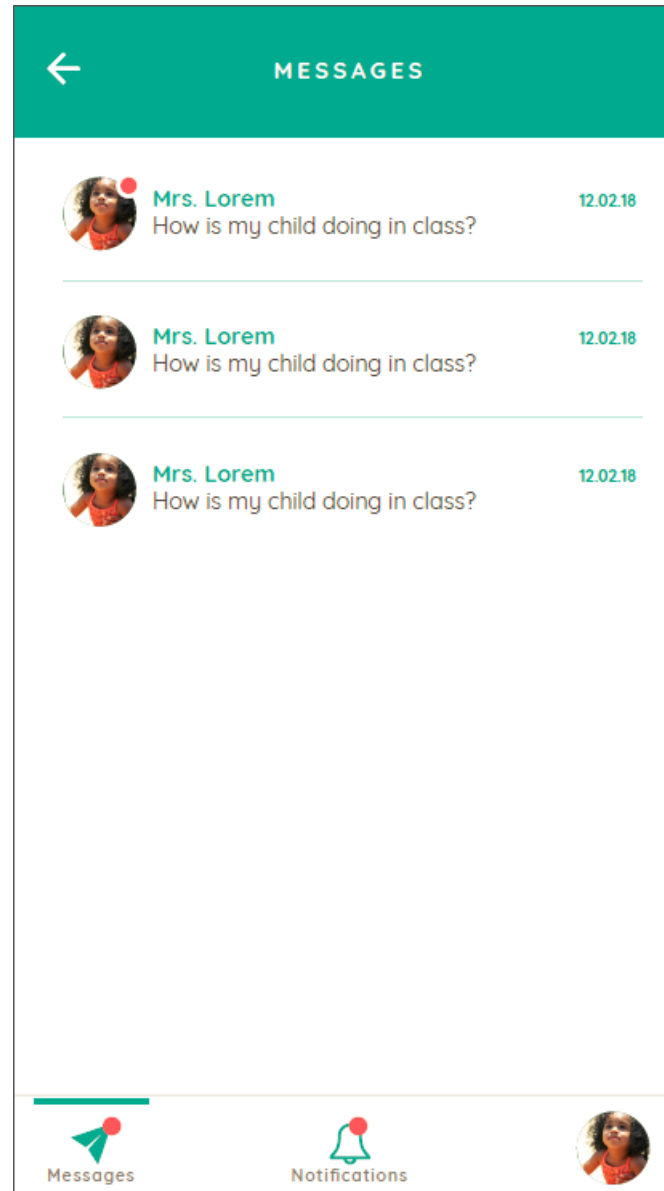 MESSAGES
Mrs. Lorem 12.02.18
How is my child doing in class?
Mrs. Lorem 12.02.18
How is my child doing in class?
Mrs. Lorem 12.02.18
How is my child doing in class?
Messages Notifications